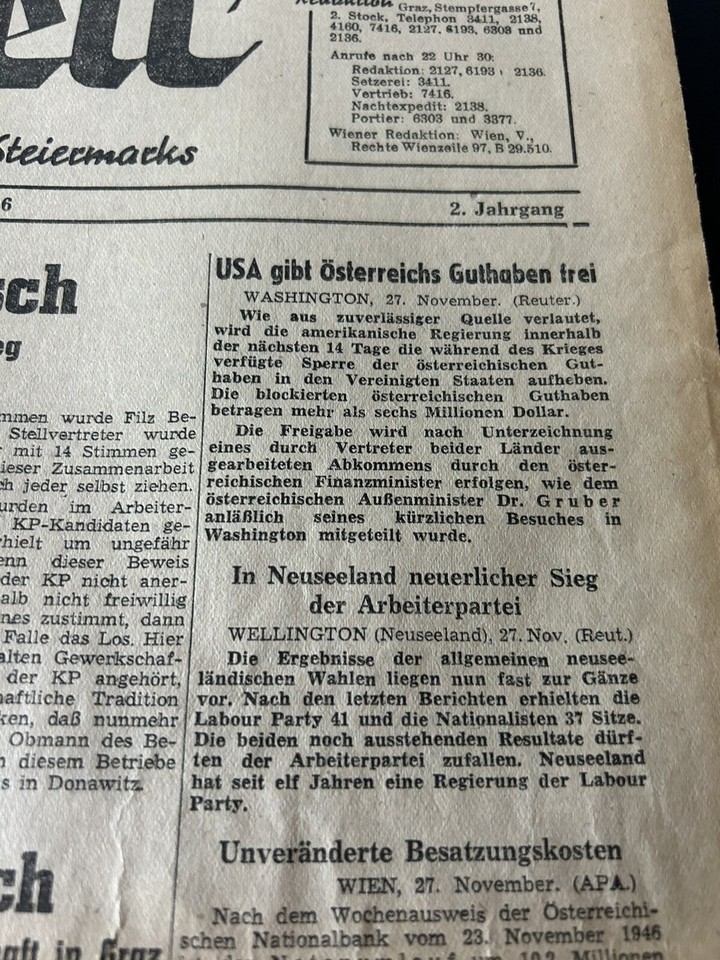 Redaktion Graz, Stempfergasse 7,
2. Stock, Telephon 3411, 2138,
4160, 7416, 2127, 6193, 6303 und
2136.
Anrufe nach 22 Uhr 30:
Redaktion: 2127, 6193, 2136.
Setzerei: 3411.
Vertrieb: 7416.
Nachtexpedit: 2138.
Portier: 6303 und 3377.
Wiener Redaktion: Wien, V.,
Rechte Wienzeile 97, B 29.510.
Steiermarks
6
2. Jahrgang
sch
eg
mmen wurde Filz Be-
Stellvertreter wurde
mit 14 Stimmen ge-
ieser Zusammenarbeit
ch jeder selbst ziehen.
urden im Arbeiter-
KP-Kandidaten ge-
hielt um ungefähr
enn dieser Beweis
der KP nicht aner-
alb nicht freiwillig
nes zustimmt, dann
Falle das Los. Hier
alten Gewerkschaf-
der KP angehört,
haftliche Tradition
ken, daß nunmehr
Obmann des Be-
n diesem Betriebe
s in Donawitz.
ch
aft in Graz
USA gibt Österreichs Guthaben frei
WASHINGTON, 27. November. (Reuter.)
Wie aus zuverlässiger Quelle verlautet,
wird die amerikanische Regierung innerhalb
der nächsten 14 Tage die während des Krieges
verfügte Sperre der österreichischen Gut-
haben in den Vereinigten Staaten aufheben.
Die blockierten österreichischen Guthaben
betragen mehr als sechs Millionen Dollar.
Die Freigabe wird nach Unterzeichnung
eines durch Vertreter beider Länder aus-
gearbeiteten Abkommens durch den öster-
reichischen Finanzminister erfolgen, wie dem
österreichischen Außenminister Dr. Gruber
anläßlich seines kürzlichen Besuches in
Washington mitgeteilt wurde.
In Neuseeland neuerlicher Sieg
der Arbeiterpartei
WELLINGTON (Neuseeland), 27. Nov. (Reut.)
Die Ergebnisse der allgemeinen neusee-
ländischen Wahlen liegen nun fast zur Gänze
vor. Nach den letzten Berichten erhielten die
Labour Party 41 und die Nationalisten 37 Sitze.
Die beiden noch ausstehenden Resultate dürf-
ten der Arbeiterpartei zufallen. Neuseeland
hat seit elf Jahren eine Regierung der Labour
Party.
Unveränderte Besatzungskosten
WIEN, 27. November. (APA.)
Nach dem Wochenausweis der Österreichi-
schen Nationalbank vom 23. November 1946
Millionen